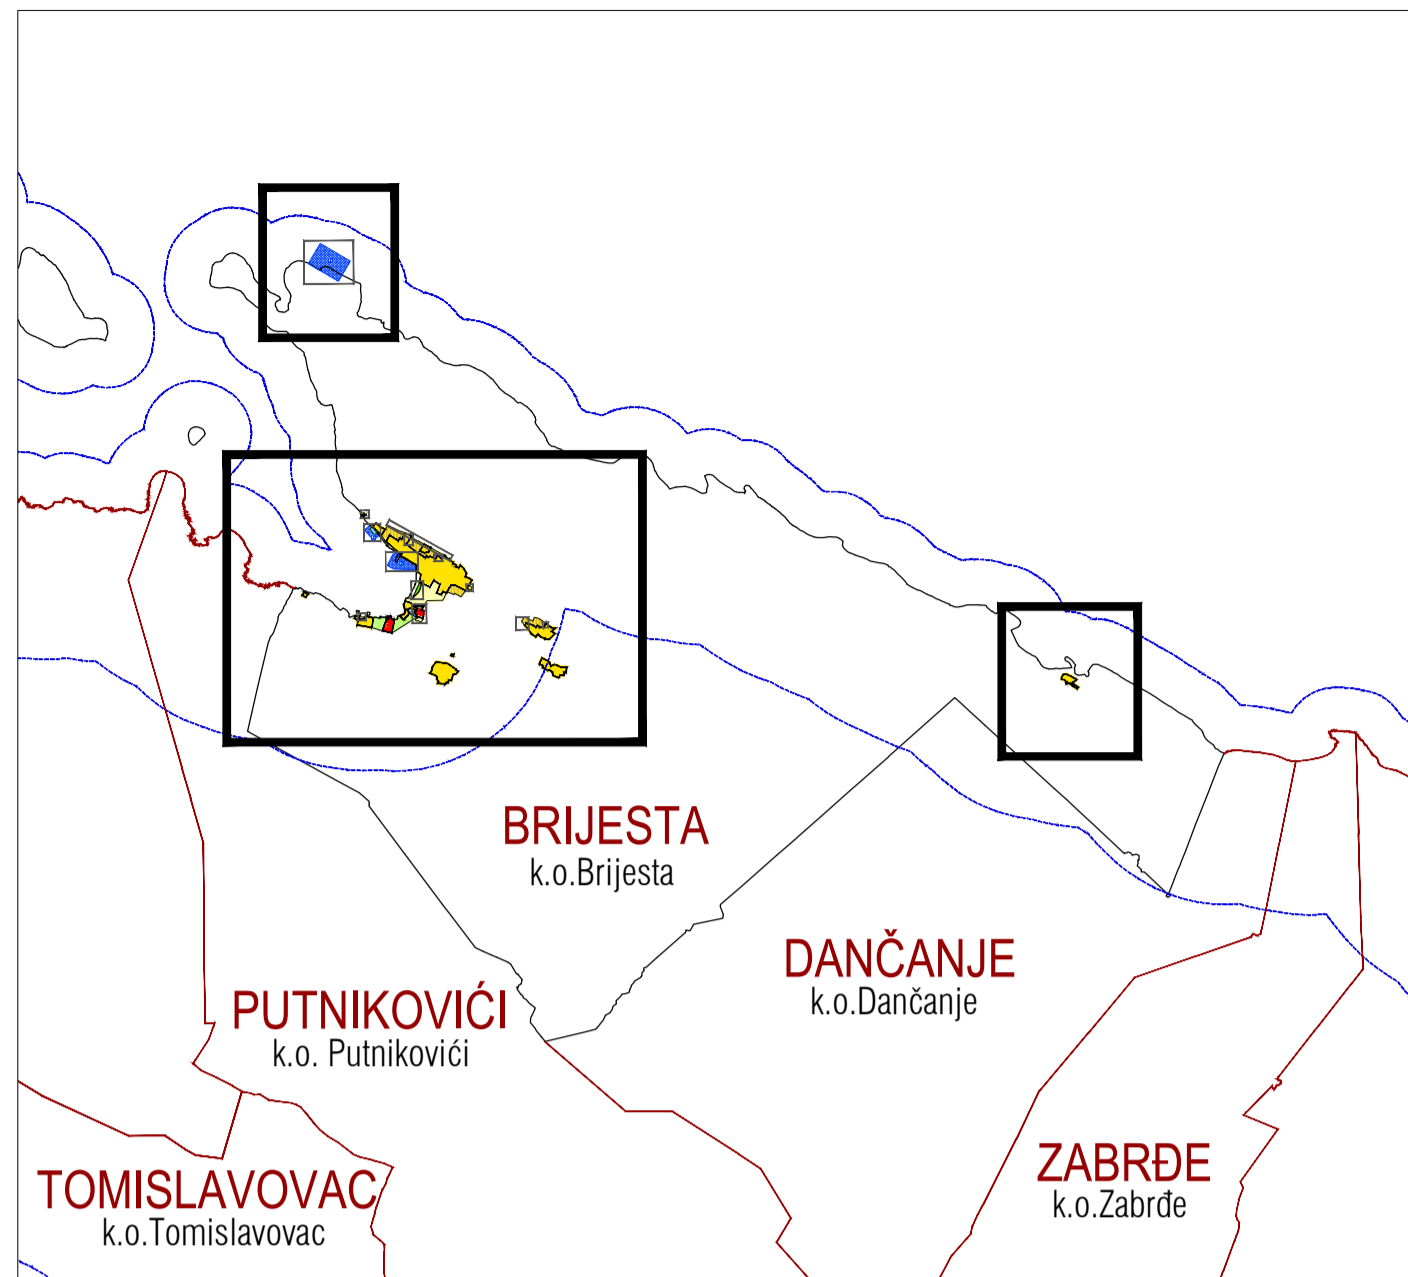 BRIJESTA
k.o.Brijesta
DANČANJE
k.o.Dančanje
PUTNIKOVIĆI
k.o. Putnikovići
ZABRĐE
k.o.Zabrđe
TOMISLAVOVAC
k.o.Tomislavovac